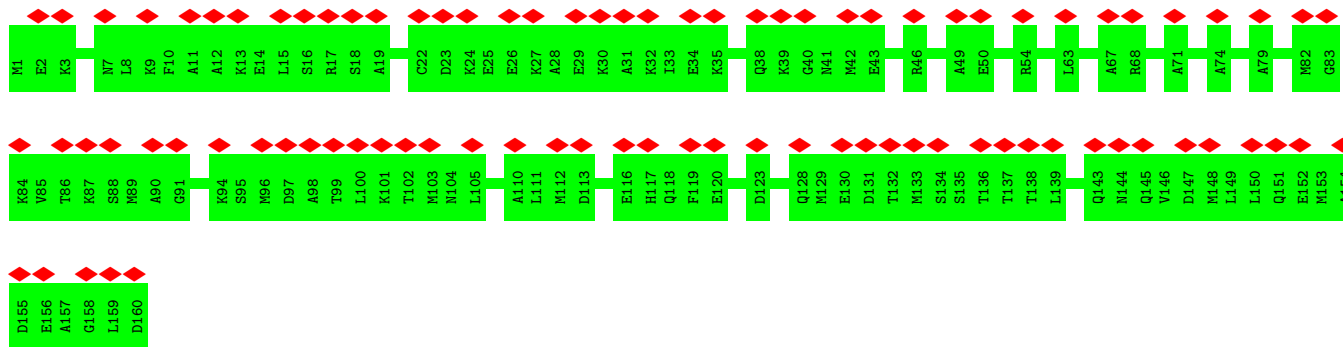 M1 E2 K3 N7 L8 K9 F10 A11 A12 K13 E14 L15 S16 R17 S18 A19 C22 D23 K24 E25 E26 K27 A28 E29 K30 A31 K32 I33 E34 K35 Q38 K39 G40 N41 M42 E43 R46 A49 E50 R54 L63 A67 R68 A71 A74 A79 M82 G83
K84 V85 T86 K87 S88 M89 A90 G91 K94 S95 M96 D97 A98 T99 L100 K101 T102 M103 N104 L105 A110 L111 M112 D113 E116 H117 Q118 F119 E120 D123 Q128 M129 E130 D131 T132 M133 S134 S135 T136 T137 T138 L139 Q143 N144 Q145 V146 D147 M148 L149 L150 Q151 E152 M153
D155 E156 A157 G158 L159 D160